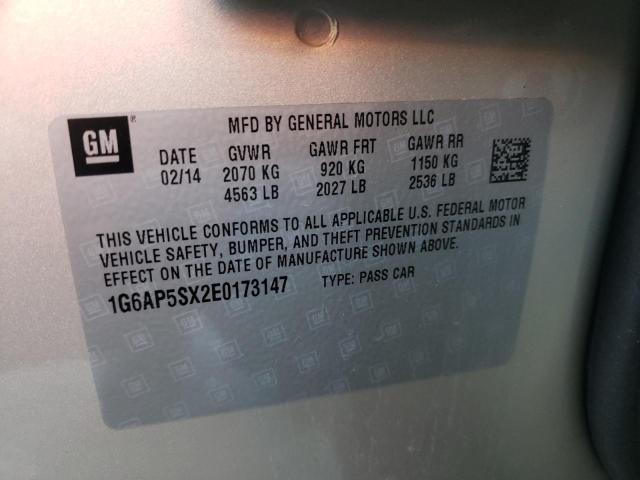 GM
MFD BY GENERAL MOTORS LLC
DATE GVWR GAWR FRT GAWR RR
02/14 2070 KG 920 KG 1150 KG
4563 LB 2027 LB 2536 LB
THIS VEHICLE CONFORMS TO ALL APPLICABLE U.S. FEDERAL MOTOR
VEHICLE SAFETY, BUMPER, AND THEFT PREVENTION STANDARDS IN
EFFECT ON THE DATE OF MANUFACTURE SHOWN ABOVE.
1G6AP5SX2E0173147 TYPE: PASS CAR